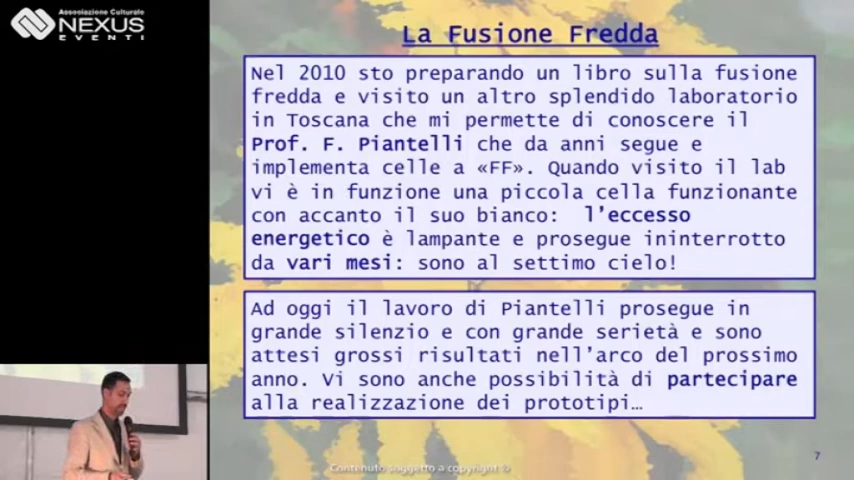 Associazione Culturale
NEXUS
EVENTI
La Fusione Fredda
Nel 2010 sto preparando un libro sulla fusione
fredda e visito un altro splendido laboratorio
in Toscana che mi permette di conoscere il
Prof. F. Piantelli che da anni segue e
implementa celle a «FF». Quando visito il lab
vi è in funzione una piccola cella funzionante
con accanto il suo bianco: l'eccesso
energetico è lampante e prosegue ininterrotto
da vari mesi: sono al settimo cielo!
Ad oggi il lavoro di Piantelli prosegue in
grande silenzio e con grande serietà e sono
attesi grossi risultati nell'arco del prossimo
anno. Vi sono anche possibilità di partecipare
alla realizzazione dei prototipi…
7
Contenuto soggetto a copyright ©